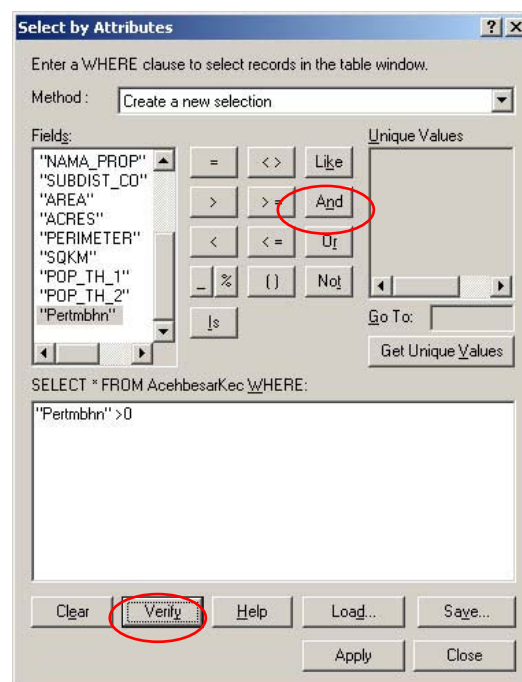 Select by Attributes
Enter a WHERE clause to select records in the table window.
Method : Create a new selection
Fields: Unique Values
"NAMA_PROP" = < > Like
"SUBDIST_CO"
"AREA" > > = And
"ACRES"
"PERIMETER" < < = Or
"SQKM"
"POP_TH_1" _ % ( ) Not
"POP_TH_2"
"Pertmbhn" Is Go To:
Get Unique Values
SELECT * FROM AcehbesarKec WHERE:
"Pertmbhn" >0
Clear Verify Help Load... Save...
Apply Close